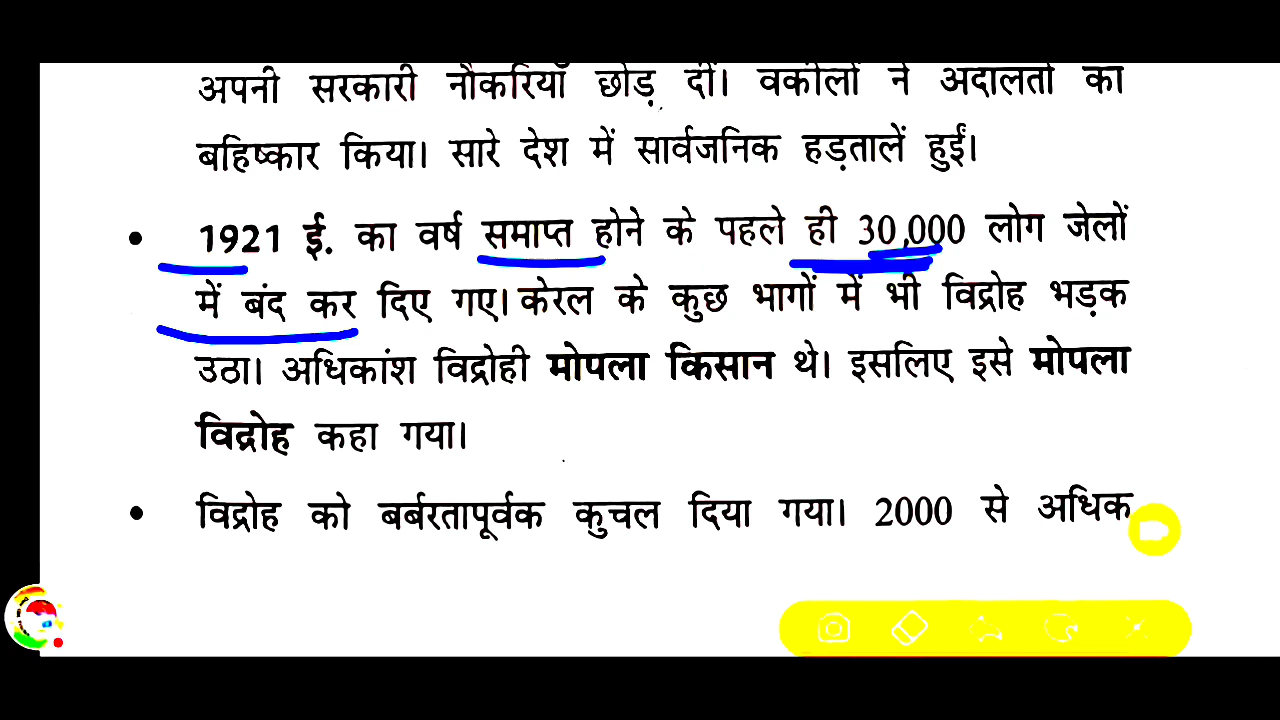 अपनी सरकारी नौकरियाँ छोड़ दीं। वकीलों ने अदालतों का
बहिष्कार किया। सारे देश में सार्वजनिक हड़तालें हुईं।
• 1921 ई. का वर्ष समाप्त होने के पहले ही 30,000 लोग जेलों
में बंद कर दिए गए। केरल के कुछ भागों में भी विद्रोह भड़क
उठा। अधिकांश विद्रोही मोपला किसान थे। इसलिए इसे मोपला
विद्रोह कहा गया।
• विद्रोह को बर्बरतापूर्वक कुचल दिया गया। 2000 से अधिक